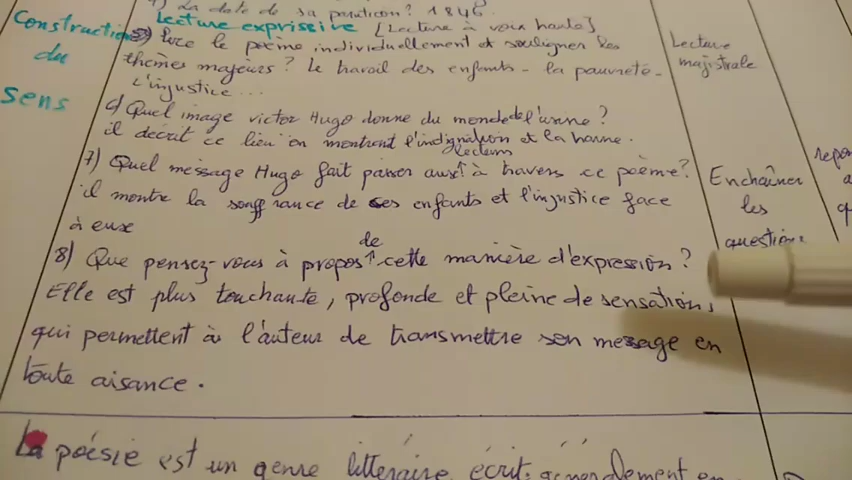 4) La date de sa parution? 1846
Construction du sens
Lecture expressive [Lecture à voix haute]
5) Lire le poème individuellement et souligner les
thèmes majeurs? Le travail des enfants - la pauvreté -
L'injustice...
6) Quel image victor Hugo donne du monde de l'usine?
il décrit ce lieu en montrant l'indignation et la haine.
lecteurs
7) Quel message Hugo fait passer aux à travers ce poème?
il montre la souffrance de ces enfants et l'injustice face
à eux
8) Que pensez-vous à propos de cette manière d'expression?
Elle est plus touchante, profonde et pleine de sensations,
qui permettent à l'auteur de transmettre son message en
toute aisance.
Lecture
magistrale
Enchaîner
les
questions
La poésie est un genre littéraire écrit, généralement en